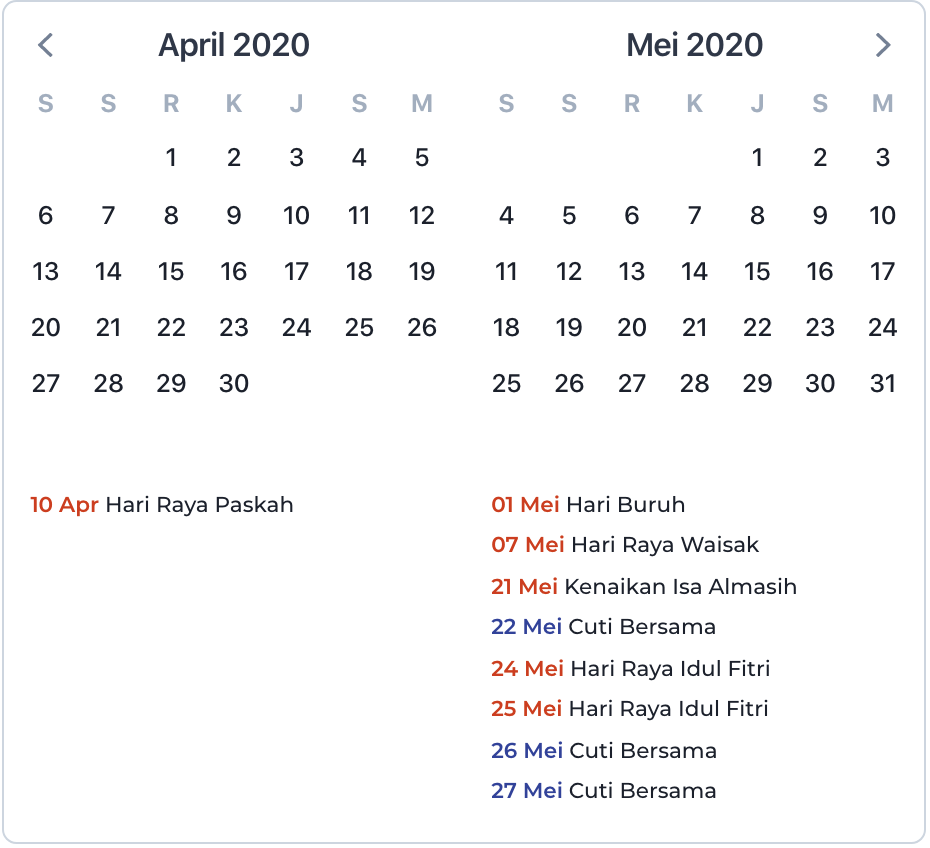 April 2020
S S R K J S M
1 2 3 4 5
6 7 8 9 10 11 12
13 14 15 16 17 18 19
20 21 22 23 24 25 26
27 28 29 30
10 Apr Hari Raya Paskah
Mei 2020
S S R K J S M
1 2 3
4 5 6 7 8 9 10
11 12 13 14 15 16 17
18 19 20 21 22 23 24
25 26 27 28 29 30 31
01 Mei Hari Buruh
07 Mei Hari Raya Waisak
21 Mei Kenaikan Isa Almasih
22 Mei Cuti Bersama
24 Mei Hari Raya Idul Fitri
25 Mei Hari Raya Idul Fitri
26 Mei Cuti Bersama
27 Mei Cuti Bersama